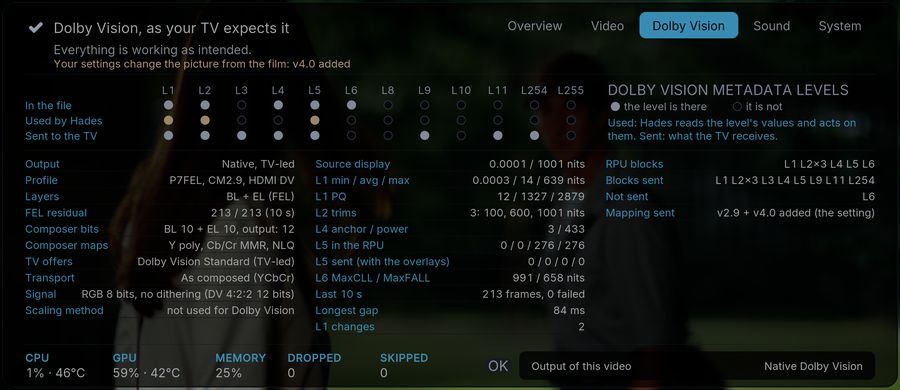 Dolby Vision, as your TV expects it
Overview Video Dolby Vision Sound System
Everything is working as intended.
Your settings change the picture from the film: v4.0 added
L1 L2 L3 L4 L5 L6 L8 L9 L10 L11 L254 L255
In the file
Used by Hades
Sent to the TV
DOLBY VISION METADATA LEVELS
the level is there it is not
Used: Hades reads the level's values and acts on
them. Sent: what the TV receives.
Output Native, TV-led
Profile P7FEL, CM2.9, HDMI DV
Layers BL + EL (FEL)
FEL residual 213 / 213 (10 s)
Composer bits BL 10 + EL 10, output: 12
Composer maps Y poly, Cb/Cr MMR, NLQ
TV offers Dolby Vision Standard (TV-led)
Transport As composed (YCbCr)
Signal RGB 8 bits, no dithering (DV 4:2:2 12 bits)
Scaling method not used for Dolby Vision
Source display 0.0001 / 1001 nits
L1 min / avg / max 0.0003 / 14 / 639 nits
L1 PQ 12 / 1327 / 2879
L2 trims 3: 100, 600, 1001 nits
L4 anchor / power 3 / 433
L5 in the RPU 0 / 0 / 276 / 276
L5 sent (with the overlays) 0 / 0 / 0 / 0
L6 MaxCLL / MaxFALL 991 / 658 nits
Last 10 s 213 frames, 0 failed
Longest gap 84 ms
L1 changes 2
RPU blocks L1 L2×3 L4 L5 L6
Blocks sent L1 L2×3 L3 L4 L5 L9 L11 L254
Not sent L6
Mapping sent v2.9 + v4.0 added (the setting)
CPU GPU MEMORY DROPPED SKIPPED
1% · 46°C 59% · 42°C 25% 0 0
OK Output of this video Native Dolby Vision